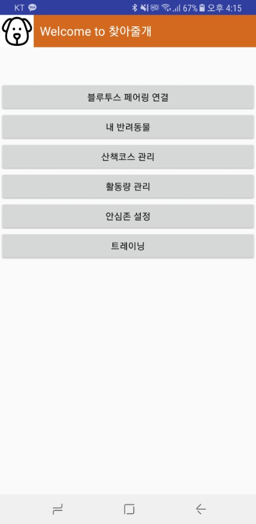 KT 67% 오후 4:15
Welcome to 찾아줄개
블루투스 페어링 연결
내 반려동물
산책코스 관리
활동량 관리
안심존 설정
트레이닝